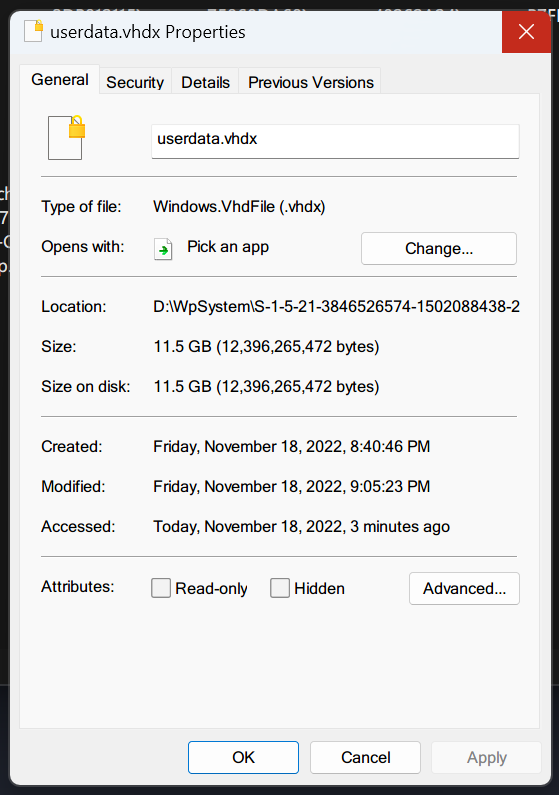 userdata.vhdx Properties
General
Security
Details
Previous Versions
userdata.vhdx
Type of file: Windows.VhdFile (.vhdx)
Opens with: Pick an app Change...
Location: D:\WpSystem\S-1-5-21-3846526574-1502088438-2
Size: 11.5 GB (12,396,265,472 bytes)
Size on disk: 11.5 GB (12,396,265,472 bytes)
Created: Friday, November 18, 2022, 8:40:46 PM
Modified: Friday, November 18, 2022, 9:05:23 PM
Accessed: Today, November 18, 2022, 3 minutes ago
Attributes: Read-only Hidden Advanced...
OK Cancel Apply